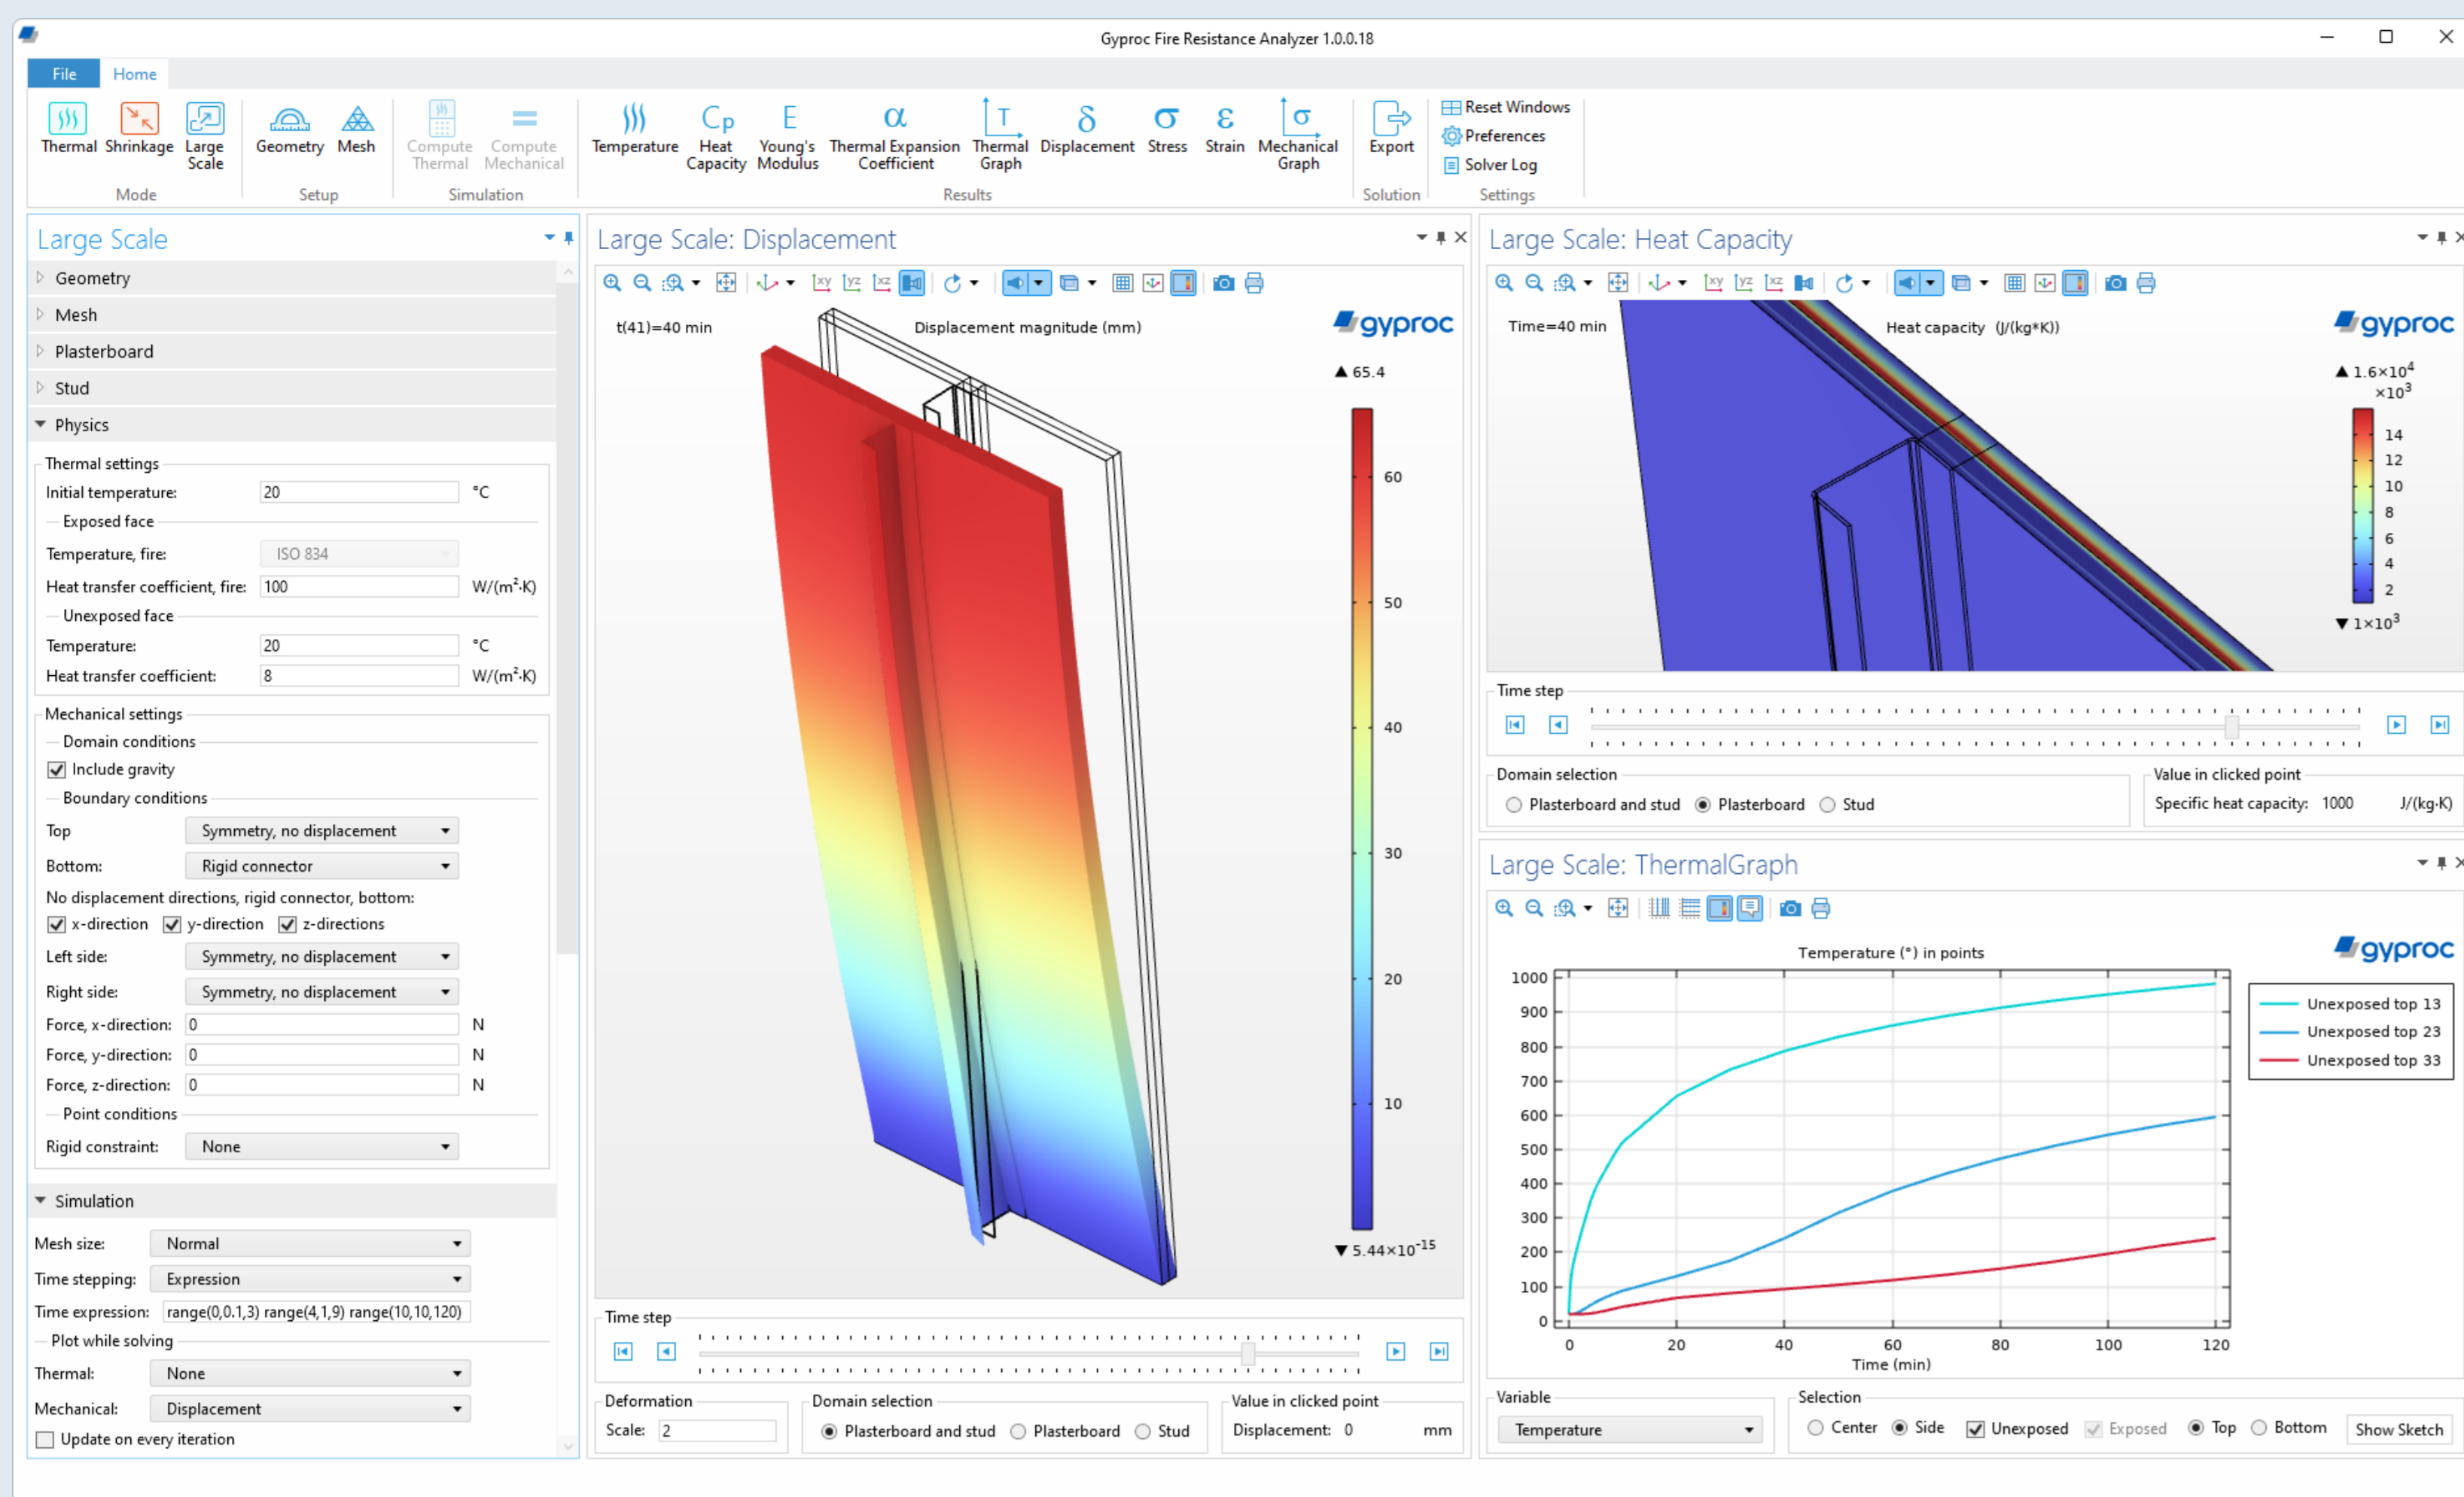 Gyproc Fire Resistance Analyzer 1.0.0.18
File Home
Thermal Shrinkage Large Scale
Mode
Geometry Mesh
Setup
Compute Thermal Compute Mechanical
Simulation
Temperature Heat Capacity Young's Modulus Thermal Expansion Coefficient Thermal Graph Displacement Stress Strain Mechanical Graph
Cp E α T δ σ ε σ
Results
Export
Solution
Reset Windows
Preferences
Solver Log
Settings
Large Scale
Geometry
Mesh
Plasterboard
Stud
Physics
Thermal settings
Initial temperature: 20 °C
Exposed face
Temperature, fire: ISO 834
Heat transfer coefficient, fire: 100 W/(m²·K)
Unexposed face
Temperature: 20 °C
Heat transfer coefficient: 8 W/(m²·K)
Mechanical settings
Domain conditions
Include gravity
Boundary conditions
Top Symmetry, no displacement
Bottom: Rigid connector
No displacement directions, rigid connector, bottom:
x-direction y-direction z-directions
Left side: Symmetry, no displacement
Right side: Symmetry, no displacement
Force, x-direction: 0 N
Force, y-direction: 0 N
Force, z-direction: 0 N
Point conditions
Rigid constraint: None
Simulation
Mesh size: Normal
Time stepping: Expression
Time expression: range(0,0.1,3) range(4,1,9) range(10,10,120)
Plot while solving
Thermal: None
Mechanical: Displacement
Update on every iteration
Large Scale: Displacement
xy yz xz
t(41)=40 min Displacement magnitude (mm) gyproc
▲ 65.4
60
50
40
30
20
10
▼ 5.44×10⁻¹⁵
Time step
Deformation
Scale: 2
Domain selection
Plasterboard and stud Plasterboard Stud
Value in clicked point
Displacement: 0 mm
Large Scale: Heat Capacity
xy yz xz
Time=40 min Heat capacity (J/(kg*K)) gyproc
▲ 1.6×10⁴
×10³
14
12
10
8
6
4
2
▼ 1×10³
Time step
Domain selection
Plasterboard and stud Plasterboard Stud
Value in clicked point
Specific heat capacity: 1000 J/(kg·K)
Large Scale: ThermalGraph
Temperature (°) in points gyproc
1000
900
800
700
600
500
400
300
200
100
0
0 20 40 60 80 100 120
Time (min)
Unexposed top 13
Unexposed top 23
Unexposed top 33
Variable
Temperature
Selection
Center Side Unexposed Exposed Top Bottom Show Sketch